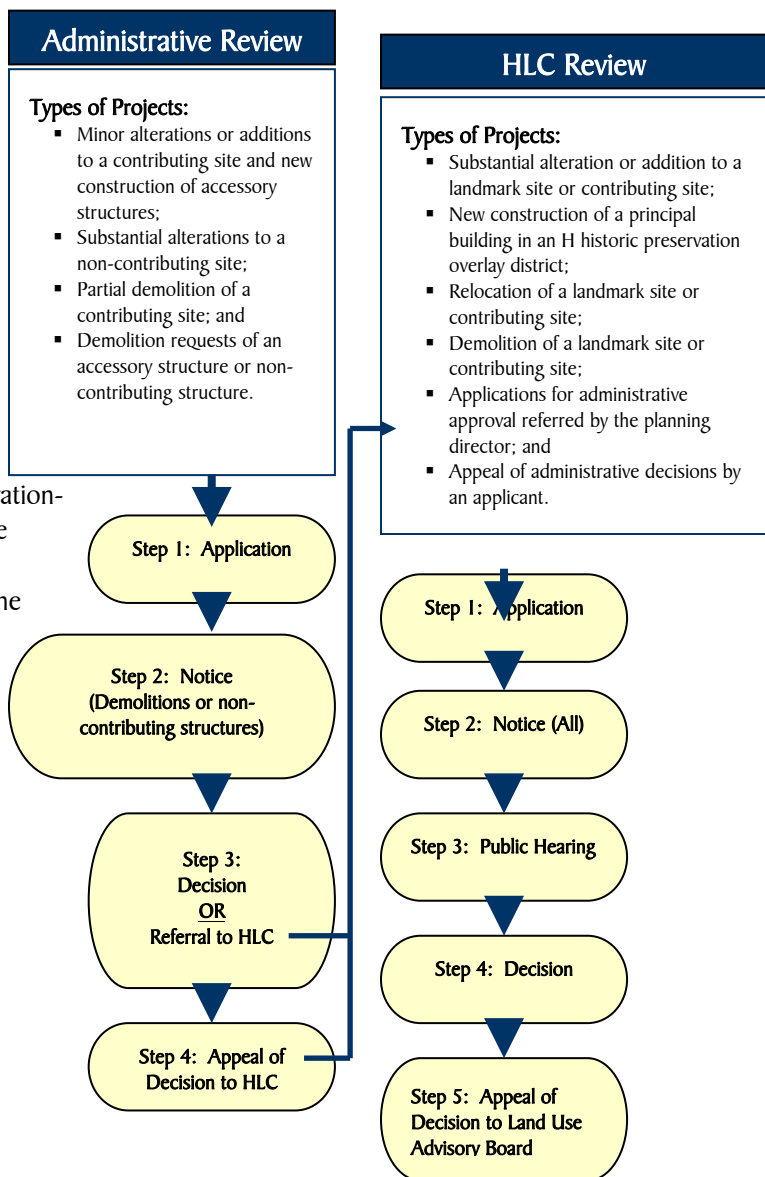 Administrative Review
Types of Projects:
▪ Minor alterations or additions
to a contributing site and new
construction of accessory
structures;
▪ Substantial alterations to a
non-contributing site;
▪ Partial demolition of a
contributing site; and
▪ Demolition requests of an
accessory structure or non-
contributing structure.
ation-
e
ne
Step 1: Application
Step 2: Notice
(Demolitions or non-
contributing structures)
Step 3:
Decision
OR
Referral to HLC
Step 4: Appeal of
Decision to HLC
HLC Review
Types of Projects:
▪ Substantial alteration or addition to a
landmark site or contributing site;
▪ New construction of a principal
building in an H historic preservation
overlay district;
▪ Relocation of a landmark site or
contributing site;
▪ Demolition of a landmark site or
contributing site;
▪ Applications for administrative
approval referred by the planning
director; and
▪ Appeal of administrative decisions by
an applicant.
Step 1: Application
Step 2: Notice (All)
Step 3: Public Hearing
Step 4: Decision
Step 5: Appeal of
Decision to Land Use
Advisory Board